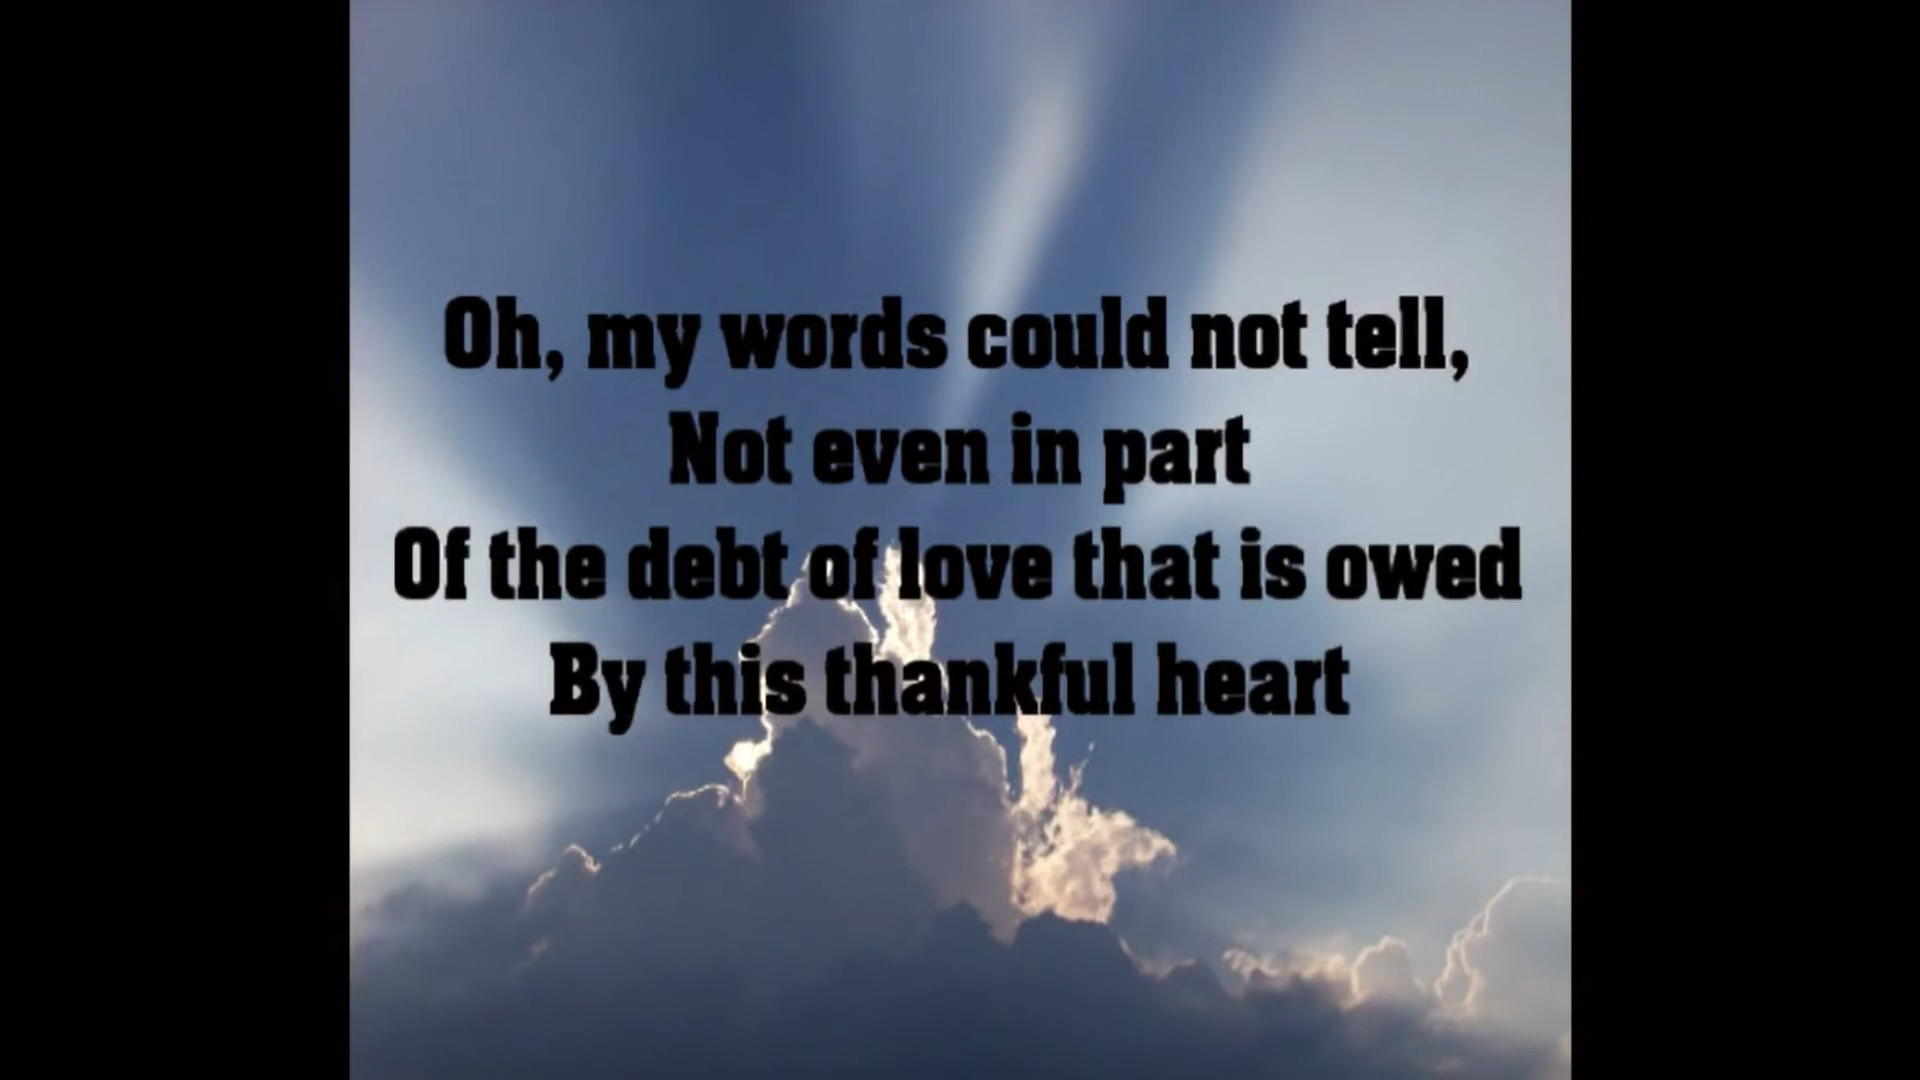 Oh, my words could not tell,
Not even in part
Of the debt of love that is owed
By this thankful heart